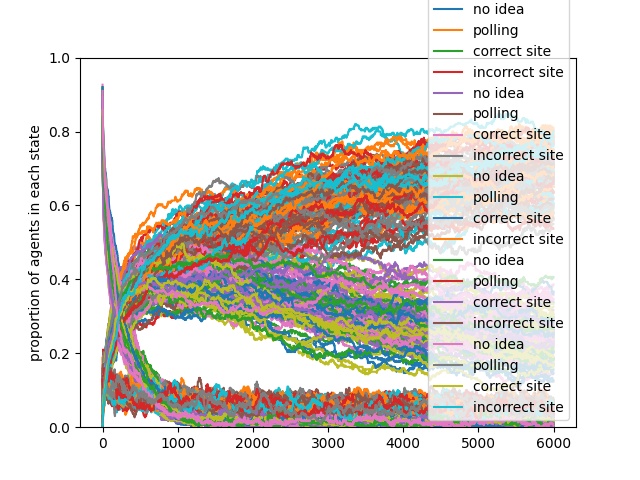 no idea
polling
correct site
incorrect site
no idea
polling
correct site
incorrect site
no idea
polling
correct site
incorrect site
no idea
polling
correct site
incorrect site
no idea
polling
correct site
incorrect site
proportion of agents in each state
1.0
0.8
0.6
0.4
0.2
0.0
0 1000 2000 3000 4000 5000 6000